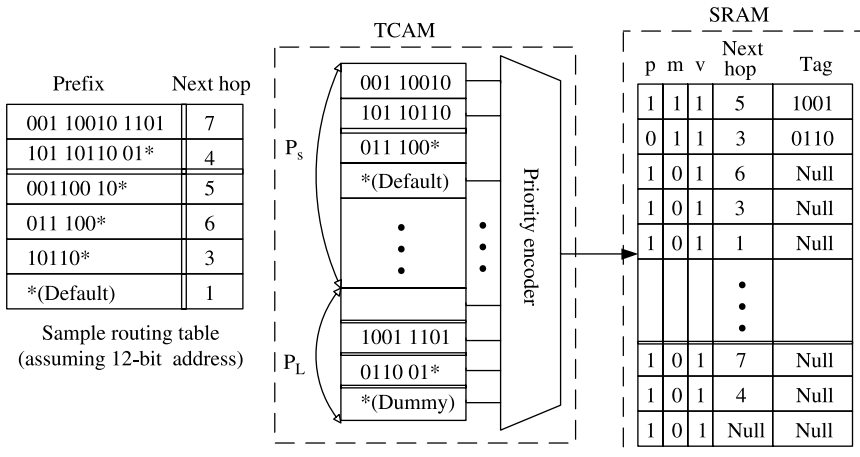 Prefix Next hop
001 10010 1101 7
101 10110 01* 4
001100 10* 5
011 100* 6
10110* 3
*(Default) 1
Sample routing table
(assuming 12-bit address)
TCAM
P_s
001 10010
101 10110
011 100*
*(Default)
P_L
1001 1101
0110 01*
*(Dummy)
Priority encoder
SRAM
p m v Next hop Tag
1 1 1 5 1001
0 1 1 3 0110
1 0 1 6 Null
1 0 1 3 Null
1 0 1 1 Null
1 0 1 7 Null
1 0 1 4 Null
1 0 1 Null Null